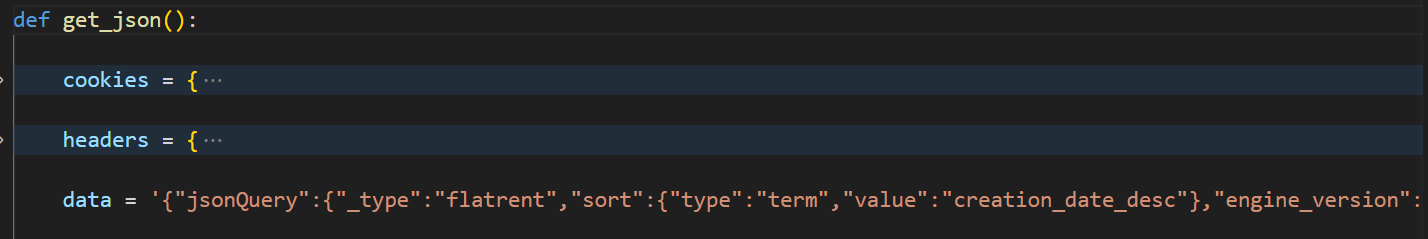 def get_json():
cookies = {···
headers = {···
data = '{"jsonQuery":{"_type":"flatrent","sort":{"type":"term","value":"creation_date_desc"},"engine_version":